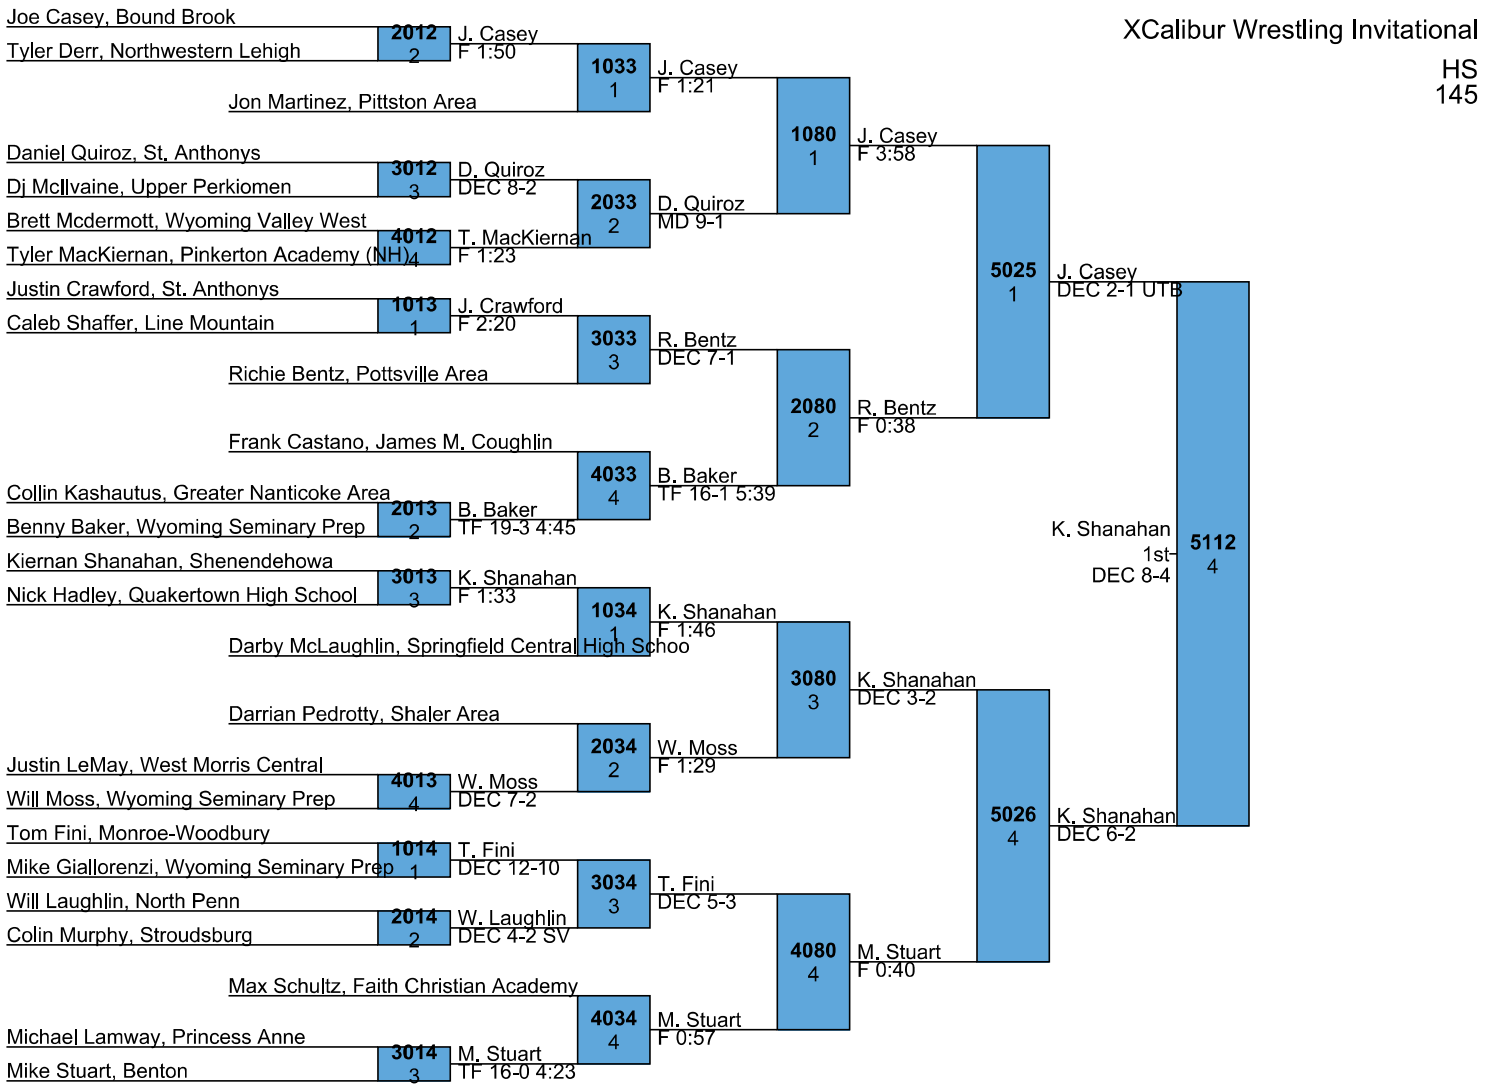 XCalibur Wrestling Invitational
HS
145
Joe Casey, Bound Brook
Tyler Derr, Northwestern Lehigh
Jon Martinez, Pittston Area
Daniel Quiroz, St. Anthonys
Dj McIlvaine, Upper Perkiomen
Brett Mcdermott, Wyoming Valley West
Tyler MacKiernan, Pinkerton Academy (NH)
Justin Crawford, St. Anthonys
Caleb Shaffer, Line Mountain
Richie Bentz, Pottsville Area
Frank Castano, James M. Coughlin
Collin Kashautus, Greater Nanticoke Area
Benny Baker, Wyoming Seminary Prep
Kiernan Shanahan, Shenendehowa
Nick Hadley, Quakertown High School
Darby McLaughlin, Springfield Central High Schoo
Darrian Pedrotty, Shaler Area
Justin LeMay, West Morris Central
Will Moss, Wyoming Seminary Prep
Tom Fini, Monroe-Woodbury
Mike Giallorenzi, Wyoming Seminary Prep
Will Laughlin, North Penn
Colin Murphy, Stroudsburg
Max Schultz, Faith Christian Academy
Michael Lamway, Princess Anne
Mike Stuart, Benton
2012
2
J. Casey
F 1:50
3012
3
D. Quiroz
DEC 8-2
4012
4
T. MacKiernan
F 1:23
1013
1
J. Crawford
F 2:20
2013
2
B. Baker
TF 19-3 4:45
3013
3
K. Shanahan
F 1:33
4013
4
W. Moss
DEC 7-2
1014
1
T. Fini
DEC 12-10
2014
2
W. Laughlin
DEC 4-2 SV
3014
3
M. Stuart
TF 16-0 4:23
1033
1
J. Casey
F 1:21
2033
2
D. Quiroz
MD 9-1
3033
3
R. Bentz
DEC 7-1
4033
4
B. Baker
TF 16-1 5:39
1034
1
K. Shanahan
F 1:46
2034
2
W. Moss
F 1:29
3034
3
T. Fini
DEC 5-3
4034
4
M. Stuart
F 0:57
1080
1
J. Casey
F 3:58
2080
2
R. Bentz
F 0:38
3080
3
K. Shanahan
DEC 3-2
4080
4
M. Stuart
F 0:40
5025
1
J. Casey
DEC 2-1 UTB
5026
4
K. Shanahan
DEC 6-2
5112
4
K. Shanahan
1st
DEC 8-4